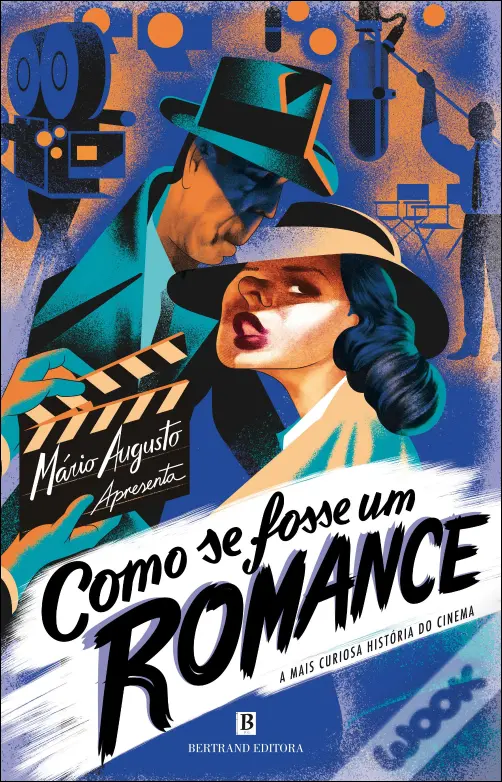 Mário Augusto
Apresenta
Como se fosse um
ROMANCE
A MAIS CURIOSA HISTÓRIA DO CINEMA
B
BERTRAND EDITORA
WOOK